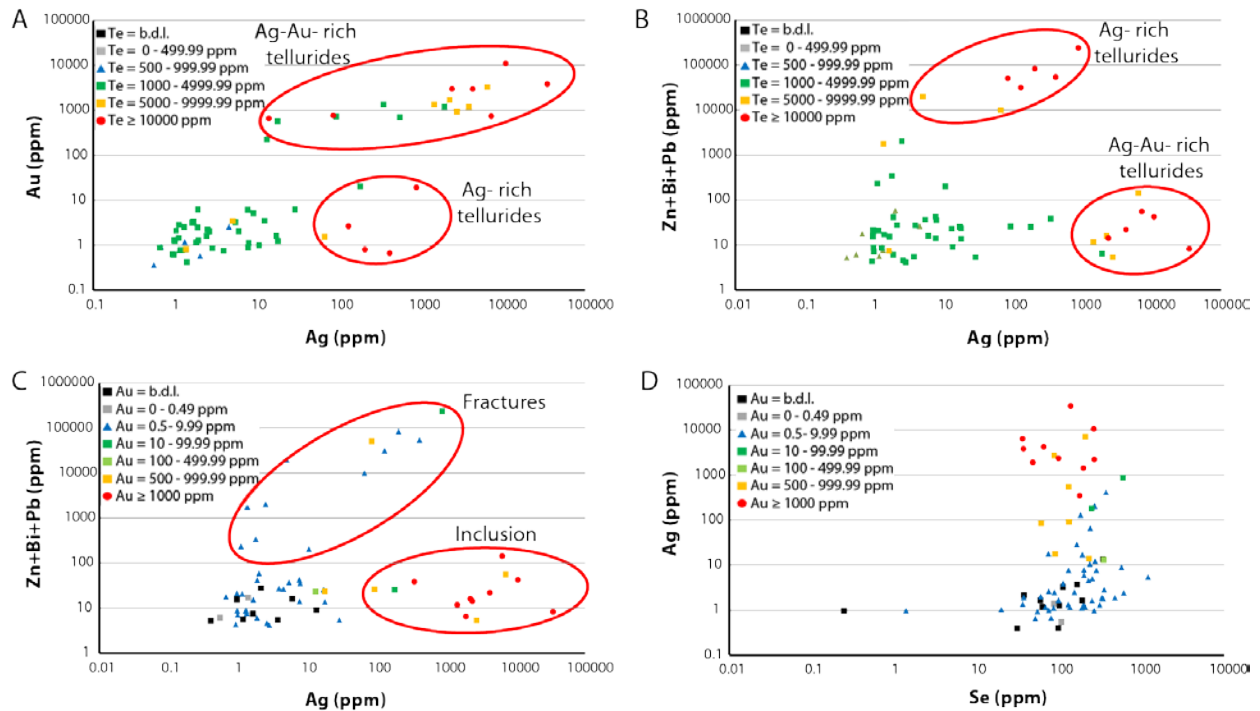 A
Au (ppm)
100000
10000
1000
100
10
1
0.1
Te = b.d.l.
Te = 0 - 499.99 ppm
Te = 500 - 999.99 ppm
Te = 1000 - 4999.99 ppm
Te = 5000 - 9999.99 ppm
Te ≥ 10000 ppm
Ag-Au- rich
tellurides
Ag- rich
tellurides
0.1 1 10 100 1000 10000 100000
Ag (ppm)
B
Zn+Bi+Pb (ppm)
1000000
100000
10000
1000
100
10
1
Te = b.d.l.
Te = 0 - 499.99 ppm
Te = 500 - 999.99 ppm
Te = 1000 - 4999.99 ppm
Te = 5000 - 9999.99 ppm
Te ≥ 10000 ppm
Ag- rich
tellurides
Ag-Au- rich
tellurides
0.01 0.1 1 10 100 1000 10000 100000
Ag (ppm)
C
Zn+Bi+Pb (ppm)
1000000
100000
10000
1000
100
10
1
Au = b.d.l.
Au = 0 - 0.49 ppm
Au = 0.5 - 9.99 ppm
Au = 10 - 99.99 ppm
Au = 100 - 499.99 ppm
Au = 500 - 999.99 ppm
Au ≥ 1000 ppm
Fractures
Inclusion
0.01 0.1 1 10 100 1000 10000 100000
Ag (ppm)
D
Ag (ppm)
100000
10000
1000
100
10
1
0.1
Au = b.d.l.
Au = 0 - 0.49 ppm
Au = 0.5 - 9.99 ppm
Au = 10 - 99.99 ppm
Au = 100 - 499.99 ppm
Au = 500 - 999.99 ppm
Au ≥ 1000 ppm
0.01 0.1 1 10 100 1000 10000
Se (ppm)